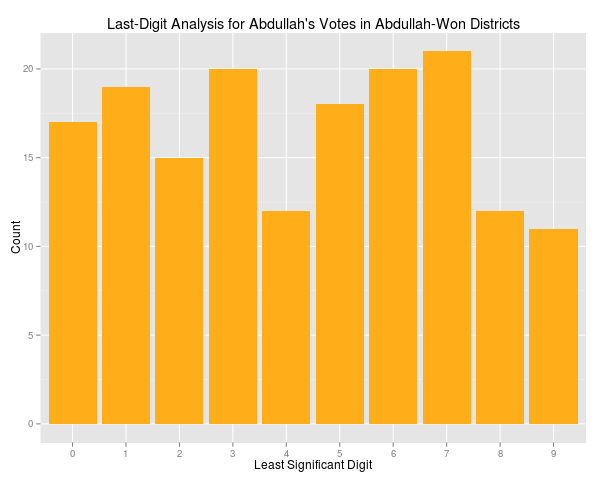 Last-Digit Analysis for Abdullah's Votes in Abdullah-Won Districts
20
15
10
5
0
Count
0 1 2 3 4 5 6 7 8 9
Least Significant Digit